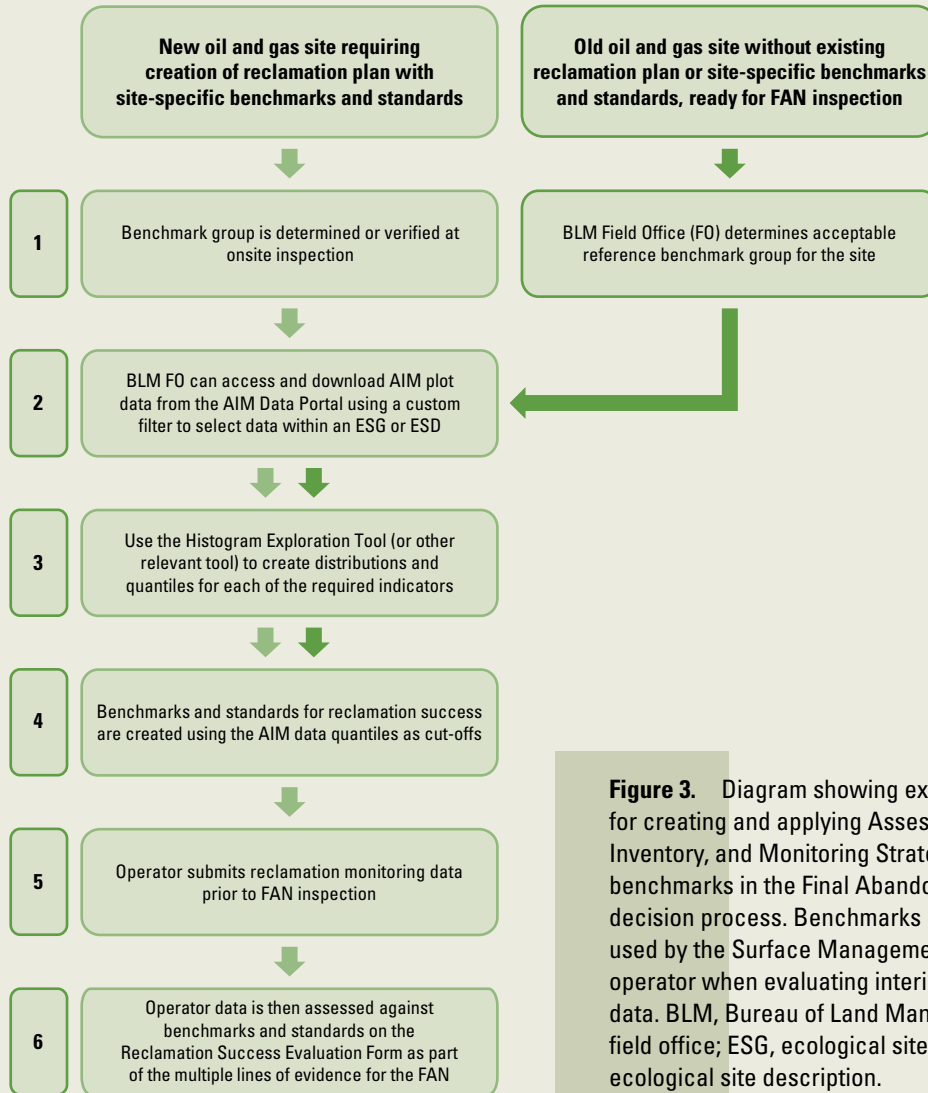 New oil and gas site requiring
creation of reclamation plan with
site-specific benchmarks and standards
Old oil and gas site without existing
reclamation plan or site-specific benchmarks
and standards, ready for FAN inspection
1
Benchmark group is determined or verified at
onsite inspection
BLM Field Office (FO) determines acceptable
reference benchmark group for the site
2
BLM FO can access and download AIM plot
data from the AIM Data Portal using a custom
filter to select data within an ESG or ESD
3
Use the Histogram Exploration Tool (or other
relevant tool) to create distributions and
quantiles for each of the required indicators
4
Benchmarks and standards for reclamation success
are created using the AIM data quantiles as cut-offs
5
Operator submits reclamation monitoring data
prior to FAN inspection
6
Operator data is then assessed against
benchmarks and standards on the
Reclamation Success Evaluation Form as part
of the multiple lines of evidence for the FAN
Figure 3. Diagram showing
for creating and applying
Inventory, and Monitoring
benchmarks in the Final
decision process. Benchmarks
used by the Surface
operator when evaluating
data. BLM, Bureau of Land
field office; ESG, ecological site
ecological site description.